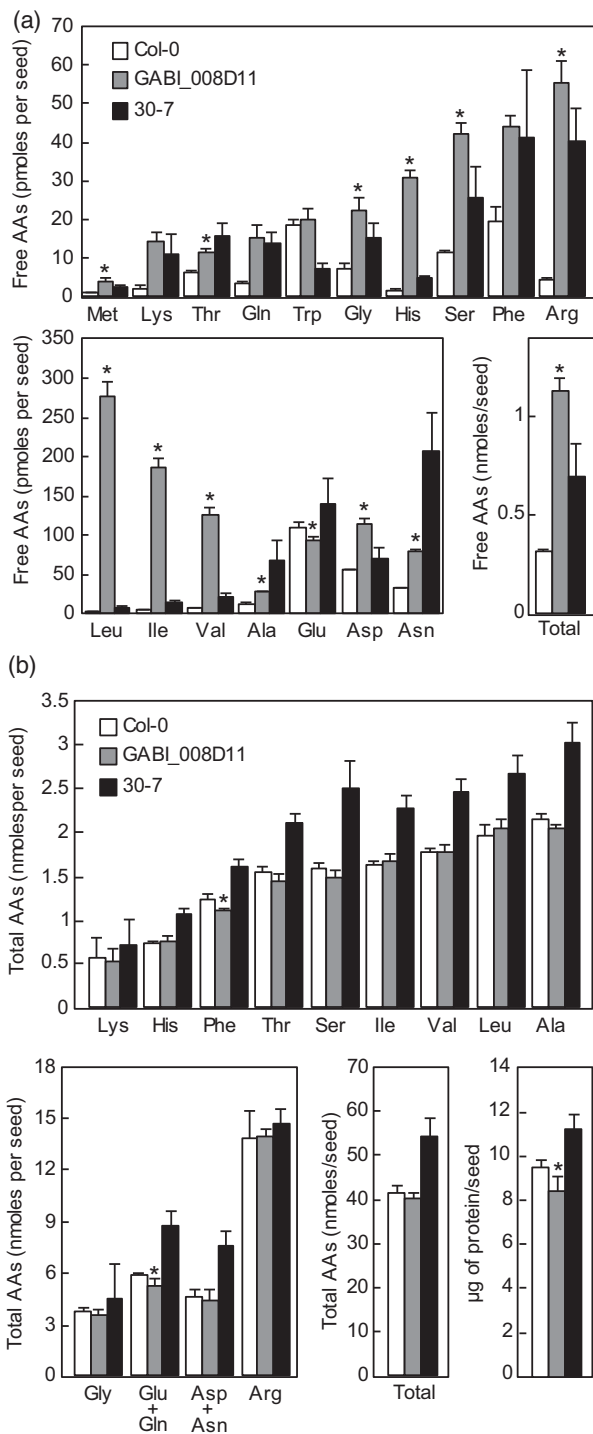 (a)
70
60
50
40
30
20
10
0
Free AAs (pmoles per seed)
Col-0
GABI_008D11
30-7
* * * * * *
Met Lys Thr Gln Trp Gly His Ser Phe Arg
350
300
250
200
150
100
50
0
Free AAs (pmoles per seed)
* * * * * * *
Leu Ile Val Ala Glu Asp Asn
1
0.5
0
Free AAs (nmoles/seed)
*
Total
(b)
3.5
3
2.5
2
1.5
1
0.5
0
Total AAs (nmolesper seed)
Col-0
GABI_008D11
30-7
*
Lys His Phe Thr Ser Ile Val Leu Ala
18
15
12
9
6
3
0
Total AAs (nmoles per seed)
*
Gly Glu + Gln Asp + Asn Arg
70
60
50
40
30
20
10
0
Total AAs (nmoles/seed)
Total
14
12
10
8
6
4
2
0
µg of protein/seed
*